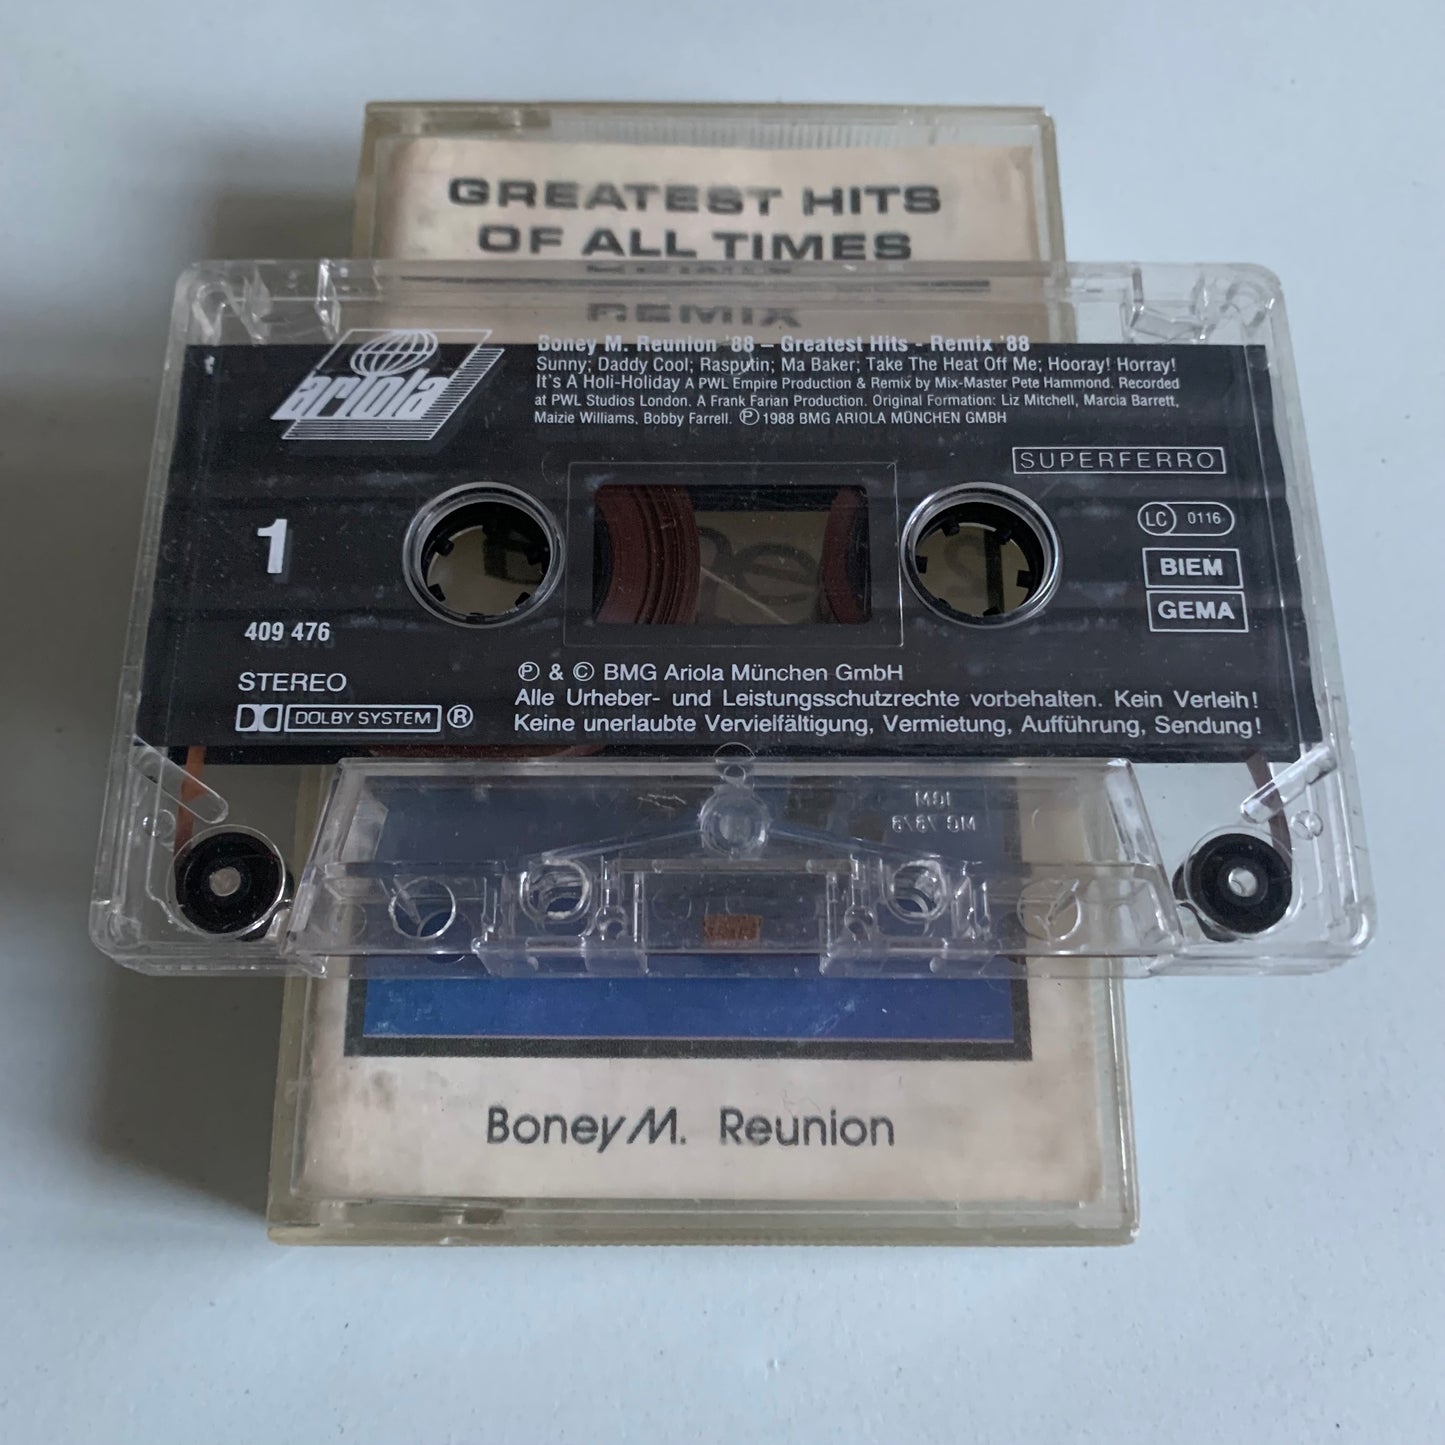 GREATEST HITS
OF ALL TIMES
REMIX
ariola
Boney M. Reunion '88 – Greatest Hits - Remix '88
Sunny; Daddy Cool; Rasputin; Ma Baker; Take The Heat Off Me; Hooray! Horray!
It's A Holi-Holiday A PWL Empire Production & Remix by Mix-Master Pete Hammond. Recorded
at PWL Studios London. A Frank Farian Production. Original Formation: Liz Mitchell, Marcia Barrett,
Maizie Williams, Bobby Farrell. ℗ 1988 BMG ARIOLA MÜNCHEN GMBH
SUPERFERRO
1
LC 0116
BIEM
GEMA
409 476
STEREO
DOLBY SYSTEM ®
℗ & © BMG Ariola München GmbH
Alle Urheber- und Leistungsschutzrechte vorbehalten. Kein Verleih!
Keine unerlaubte Vervielfältigung, Vermietung, Aufführung, Sendung!
Boney M. Reunion